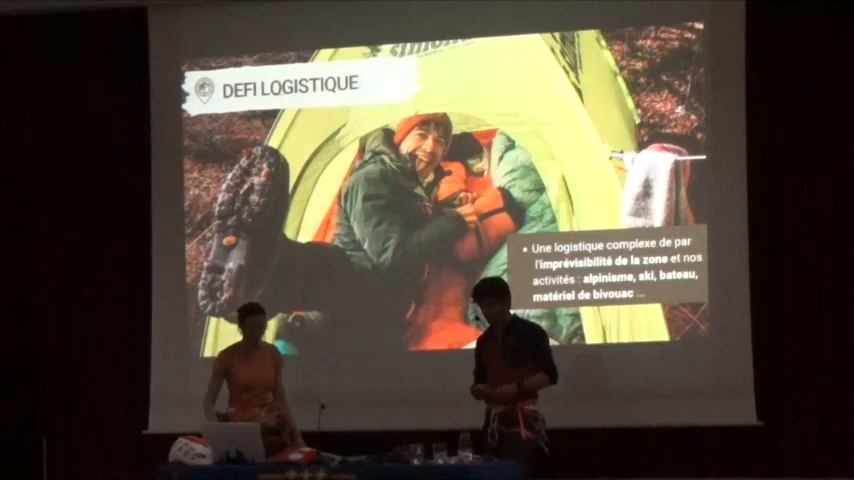 DEFI LOGISTIQUE
• Une logistique complexe de par
l'imprévisibilité de la zone et nos
activités : alpinisme, ski, bateau,
matériel de bivouac ...